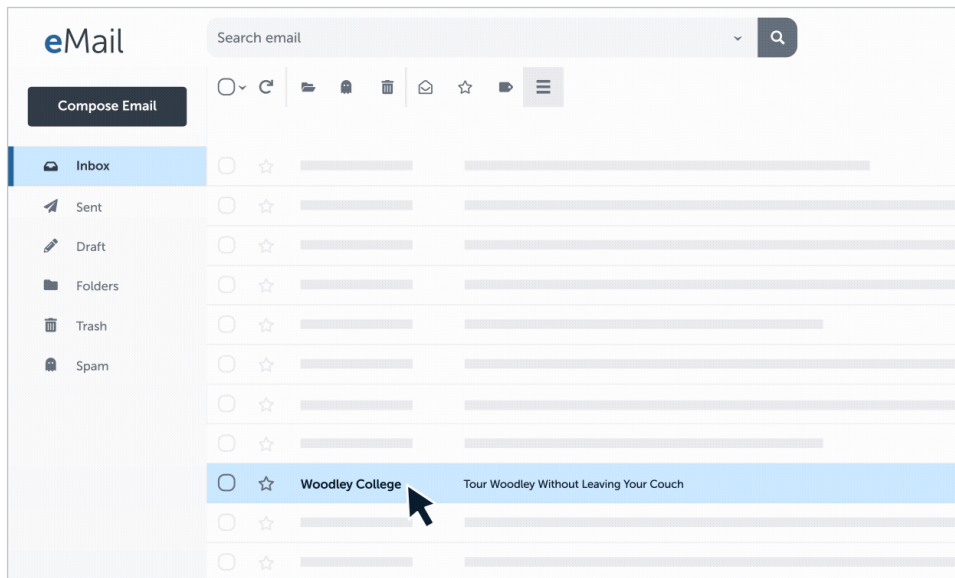 eMail
Search email
Compose Email
Inbox
Sent
Draft
Folders
Trash
Spam
Woodley College Tour Woodley Without Leaving Your Couch